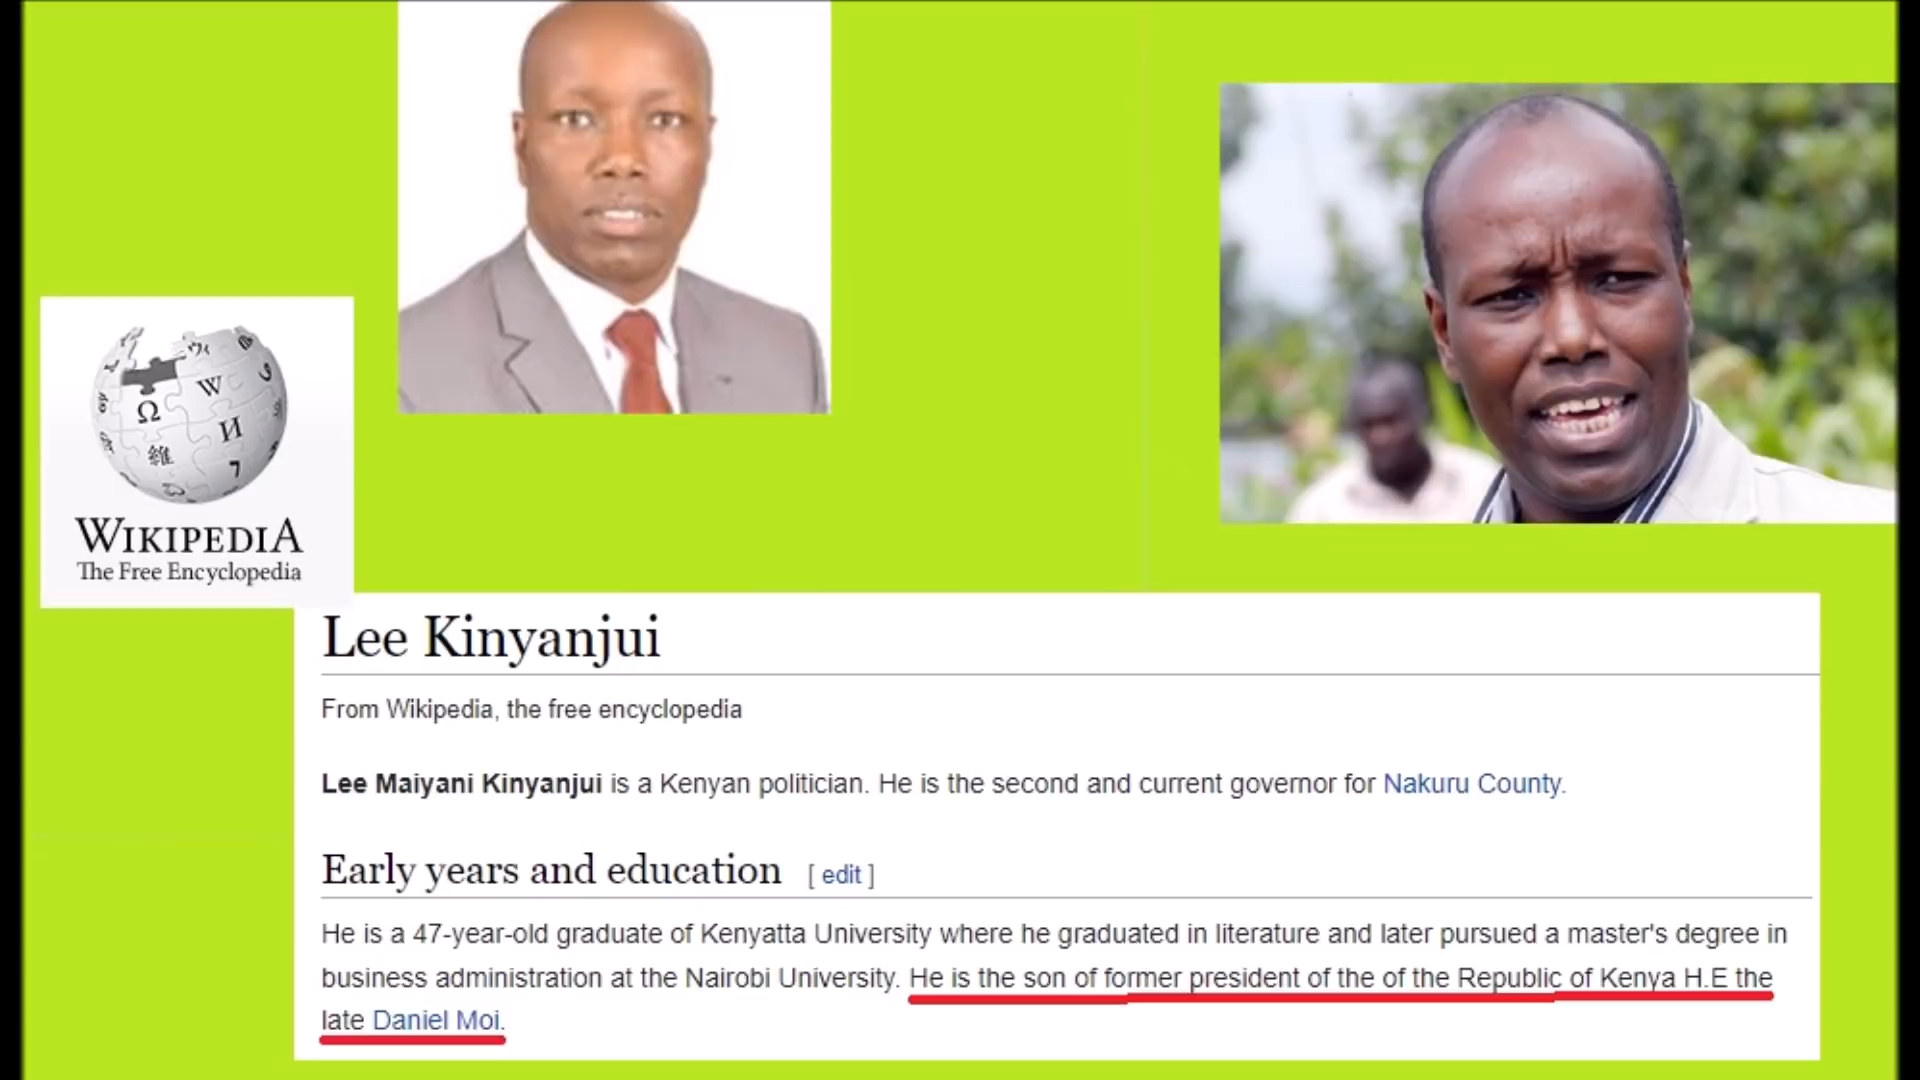 WIKIPEDIA
The Free Encyclopedia
Lee Kinyanjui
From Wikipedia, the free encyclopedia
Lee Maiyani Kinyanjui is a Kenyan politician. He is the second and current governor for Nakuru County.
Early years and education [ edit ]
He is a 47-year-old graduate of Kenyatta University where he graduated in literature and later pursued a master's degree in
business administration at the Nairobi University. He is the son of former president of the of the Republic of Kenya H.E the
late Daniel Moi.